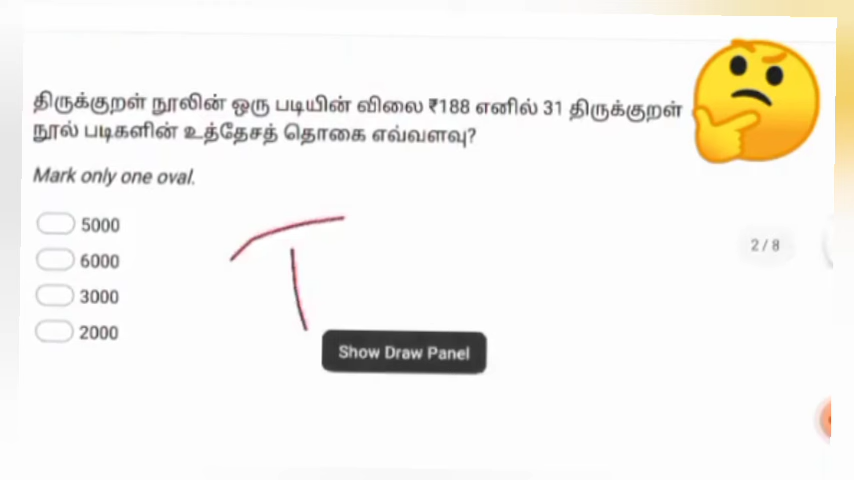 திருக்குறள் நூலின் ஒரு படியின் விலை ₹188 எனில் 31 திருக்குறள்
நூல் படிகளின் உத்தேசத் தொகை எவ்வளவு?
Mark only one oval.
5000
6000
3000
2000
T
2 / 8
Show Draw Panel